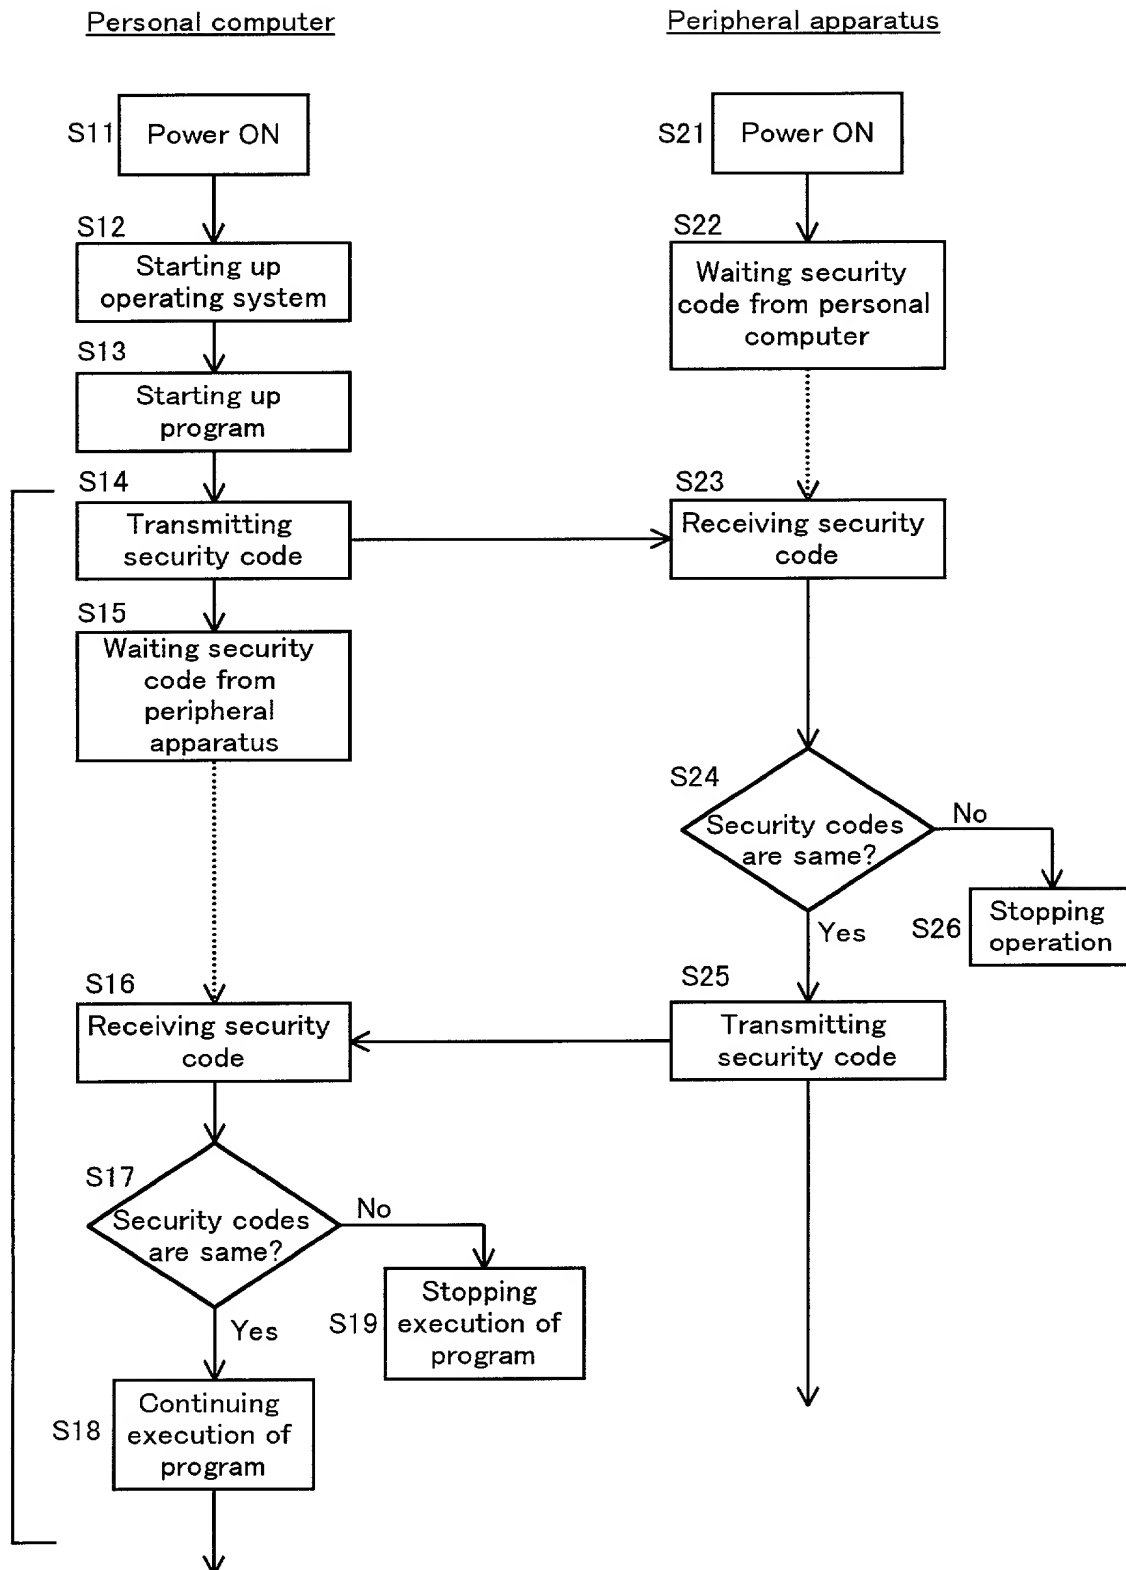 Personal computer
Peripheral apparatus
S11
Power ON
S21
Power ON
S12
Starting up
operating system
S22
Waiting security
code from personal
computer
S13
Starting up
program
S14
Transmitting
security code
S23
Receiving security
code
S15
Waiting security
code from
peripheral
apparatus
S24
Security codes
are same?
No
Yes
S26
Stopping
operation
S16
Receiving security
code
S25
Transmitting
security code
S17
Security codes
are same?
No
Yes
S19
Stopping
execution of
program
S18
Continuing
execution of
program